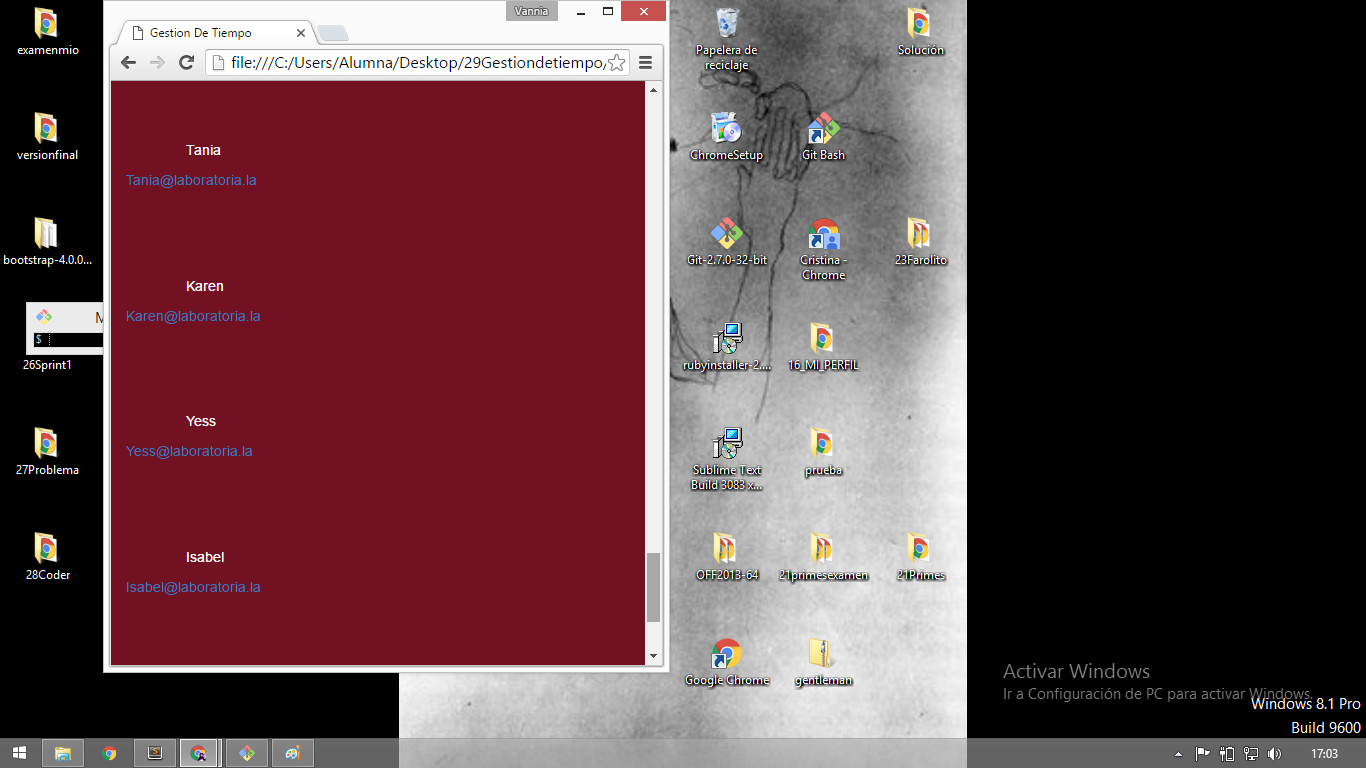 examenmio
versionfinal
bootstrap-4.0.0...
M
$
26Sprint1
27Problema
28Coder
Vannia
Gestion De Tiempo
file:///C:/Users/Alumna/Desktop/29Gestiondetiempo/
Tania
Tania@laboratoria.la
Karen
Karen@laboratoria.la
Yess
Yess@laboratoria.la
Isabel
Isabel@laboratoria.la
Papelera de
reciclaje
Solución
ChromeSetup
Git Bash
Git-2.7.0-32-bit
Cristina -
Chrome
23Farolito
rubyinstaller-2....
16_MI_PERFIL
Sublime Text
Build 3083 x...
prueba
OFF2013-64
21primesexamen
21Primes
Google Chrome
gentleman
Activar Windows
Ir a Configuración de PC para activar Windows.
Windows 8.1 Pro
Build 9600
17:03